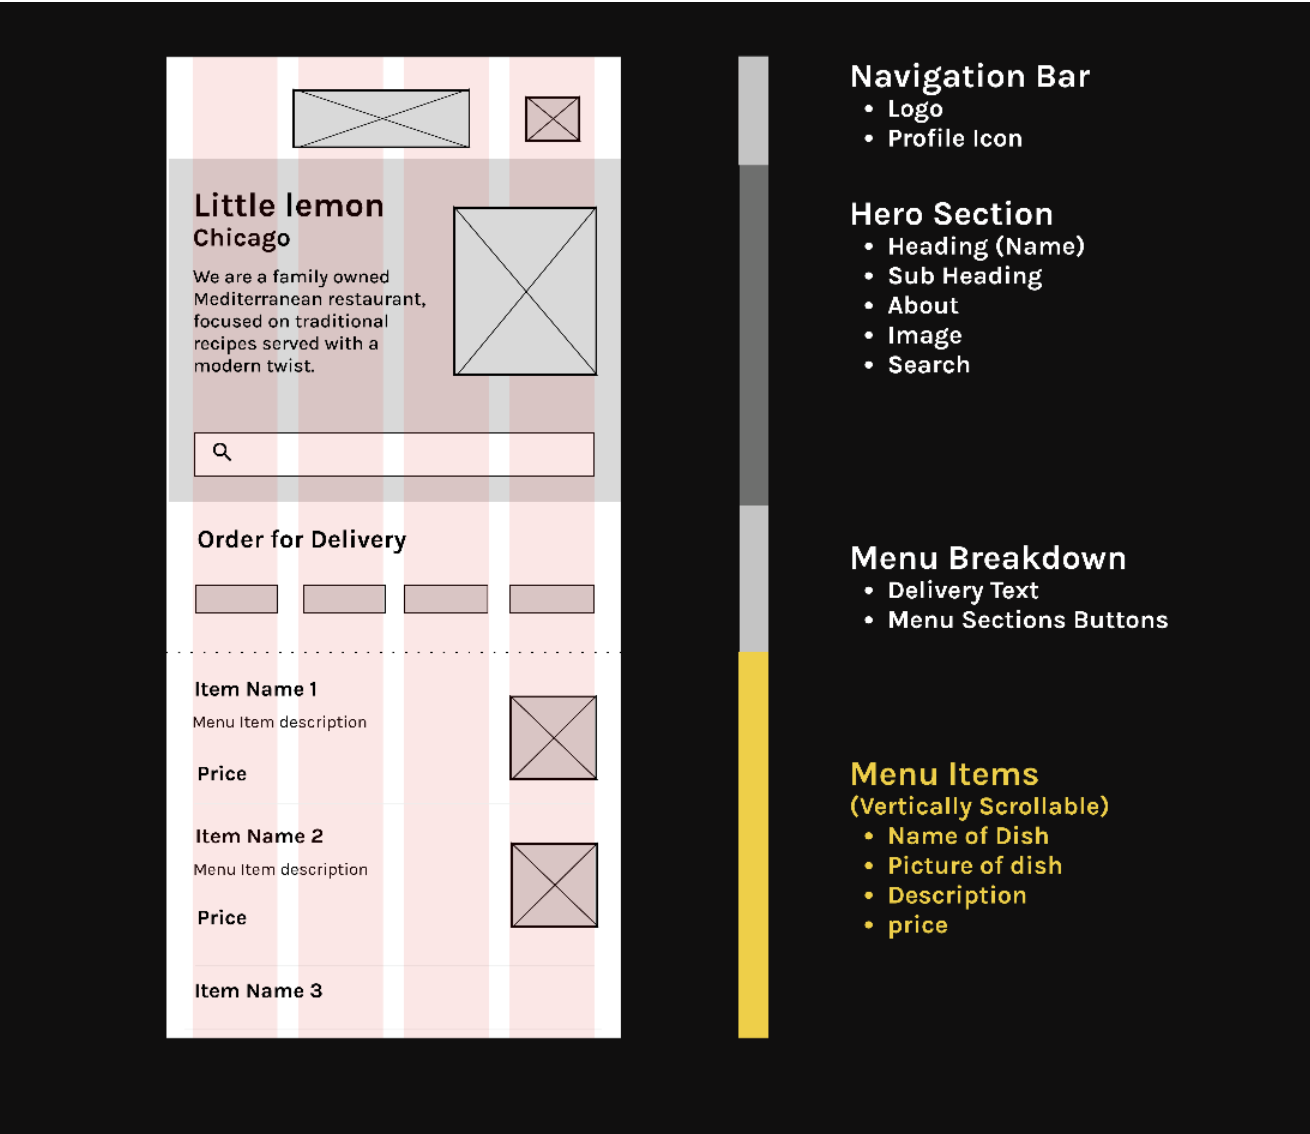 Little lemon
Chicago
We are a family owned
Mediterranean restaurant,
focused on traditional
recipes served with a
modern twist.
Order for Delivery
Item Name 1
Menu Item description
Price
Item Name 2
Menu Item description
Price
Item Name 3
Navigation Bar
• Logo
• Profile Icon
Hero Section
• Heading (Name)
• Sub Heading
• About
• Image
• Search
Menu Breakdown
• Delivery Text
• Menu Sections Buttons
Menu Items
(Vertically Scrollable)
• Name of Dish
• Picture of dish
• Description
• price